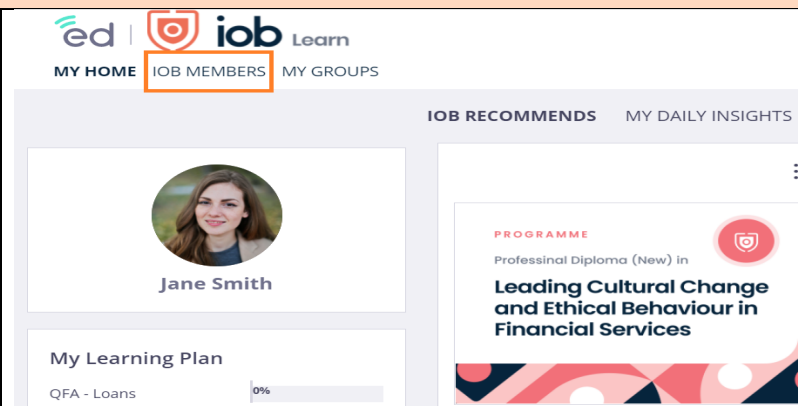 ed | iob Learn
MY HOME IOB MEMBERS MY GROUPS
IOB RECOMMENDS MY DAILY INSIGHTS
Jane Smith
My Learning Plan
QFA - Loans 0%
PROGRAMME
Professinal Diploma (New) in
Leading Cultural Change
and Ethical Behaviour in
Financial Services